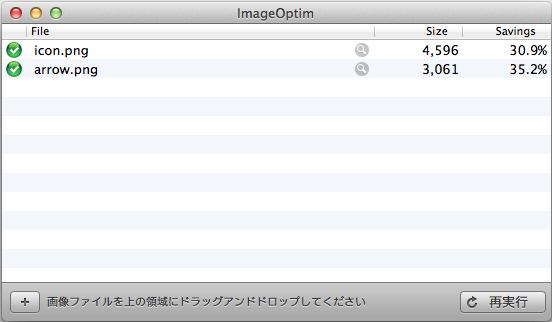 ImageOptim
File Size Savings
icon.png 4,596 30.9%
arrow.png 3,061 35.2%
画像ファイルを上の領域にドラッグアンドドロップしてください 再実行